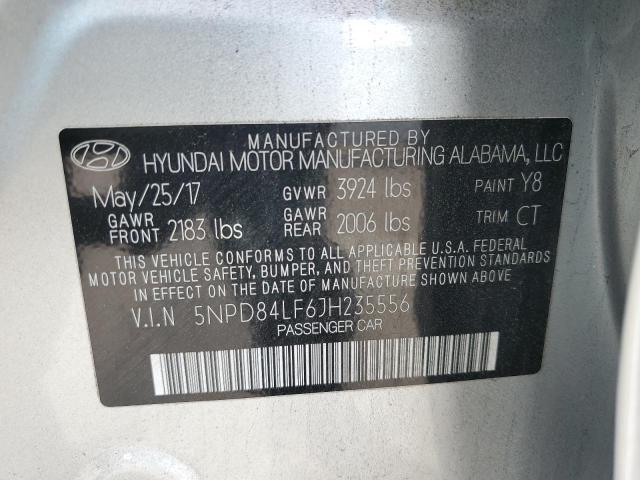 MANUFACTURED BY
HYUNDAI MOTOR MANUFACTURING ALABAMA, LLC
May/25/17 GVWR 3924 lbs PAINT Y8
GAWR FRONT 2183 lbs GAWR REAR 2006 lbs TRIM CT
THIS VEHICLE CONFORMS TO ALL APPLICABLE U.S.A. FEDERAL
MOTOR VEHICLE SAFETY, BUMPER, AND THEFT PREVENTION STANDARDS
IN EFFECT ON THE DATE OF MANUFACTURE SHOWN ABOVE
V.I.N 5NPD84LF6JH235556
PASSENGER CAR